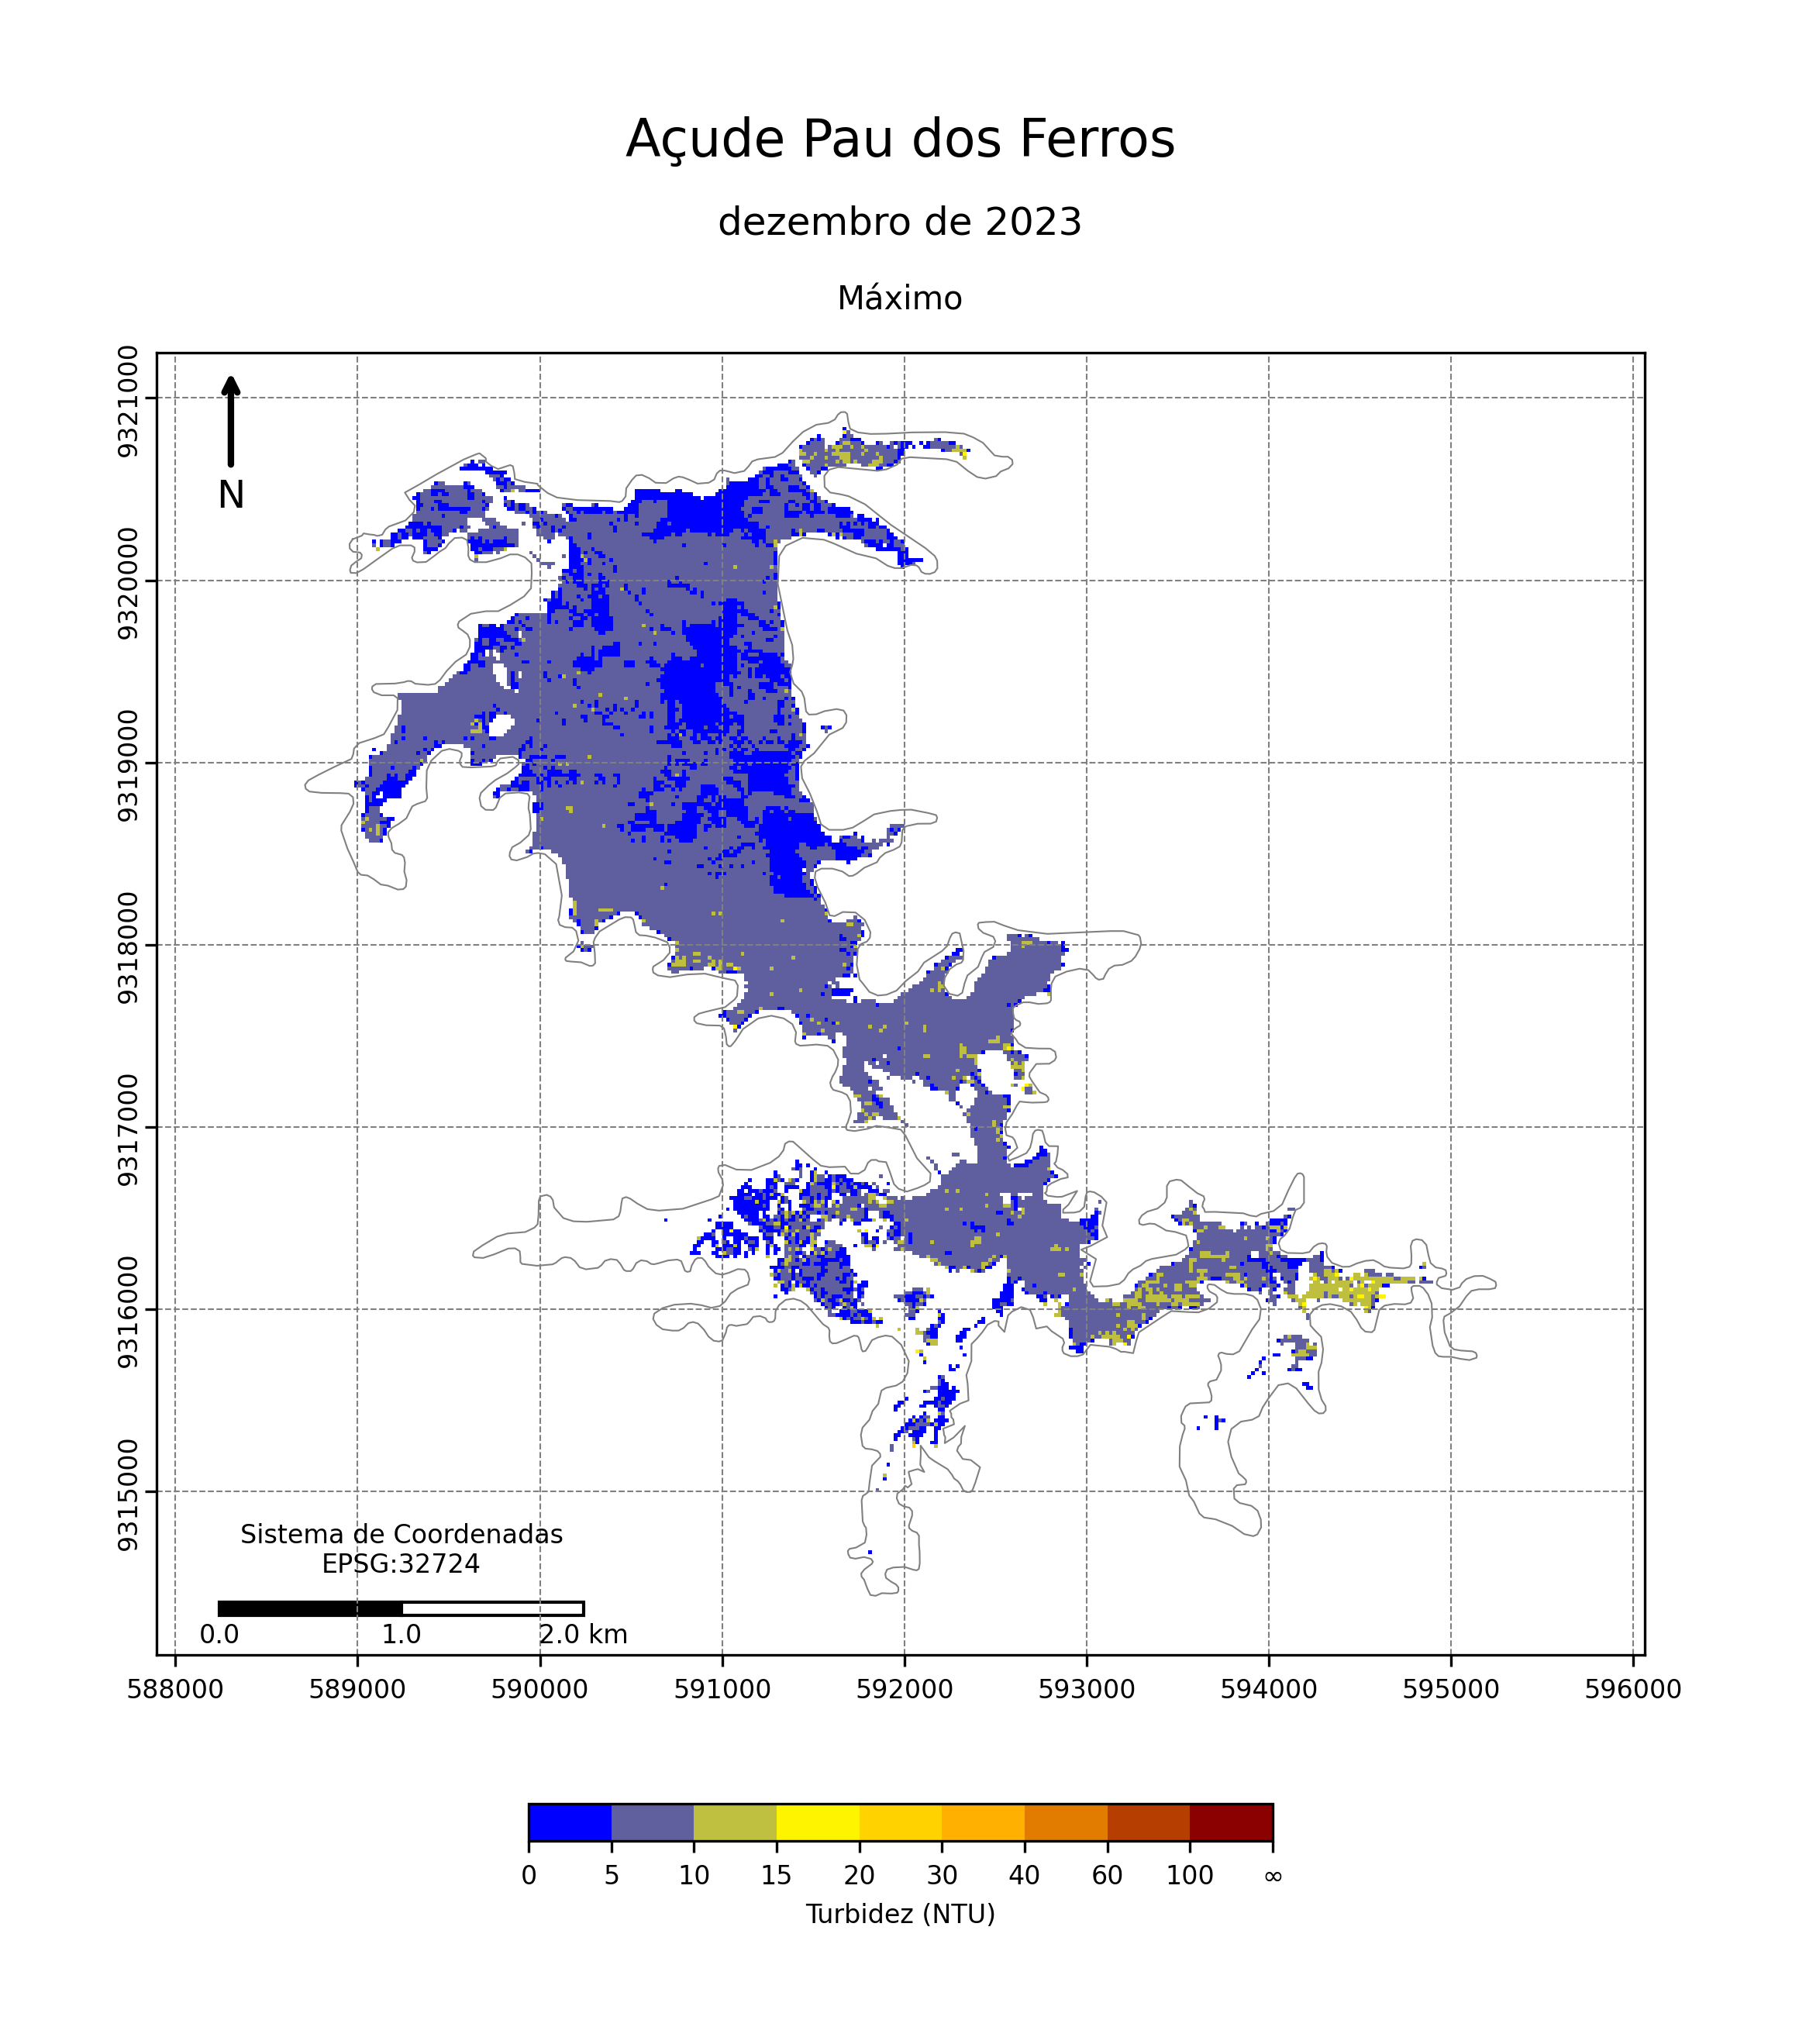 Açude Pau dos Ferros
dezembro de 2023
Máximo
9321000
9320000
9319000
9318000
9317000
9316000
9315000
N
Sistema de Coordenadas
EPSG:32724
0.0 1.0 2.0 km
588000 589000 590000 591000 592000 593000 594000 595000 596000
0 5 10 15 20 30 40 60 100 ∞
Turbidez (NTU)